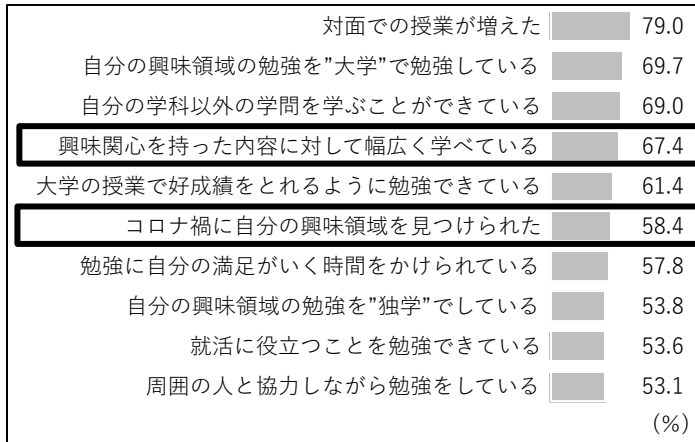 対面での授業が増えた 79.0
自分の興味領域の勉強を”大学”で勉強している 69.7
自分の学科以外の学問を学ぶことができている 69.0
興味関心を持った内容に対して幅広く学べている 67.4
大学の授業で好成績をとれるように勉強できている 61.4
コロナ禍に自分の興味領域を見つけられた 58.4
勉強に自分の満足がいく時間をかけられている 57.8
自分の興味領域の勉強を”独学”でしている 53.8
就活に役立つことを勉強できている 53.6
周囲の人と協力しながら勉強をしている 53.1
(%)